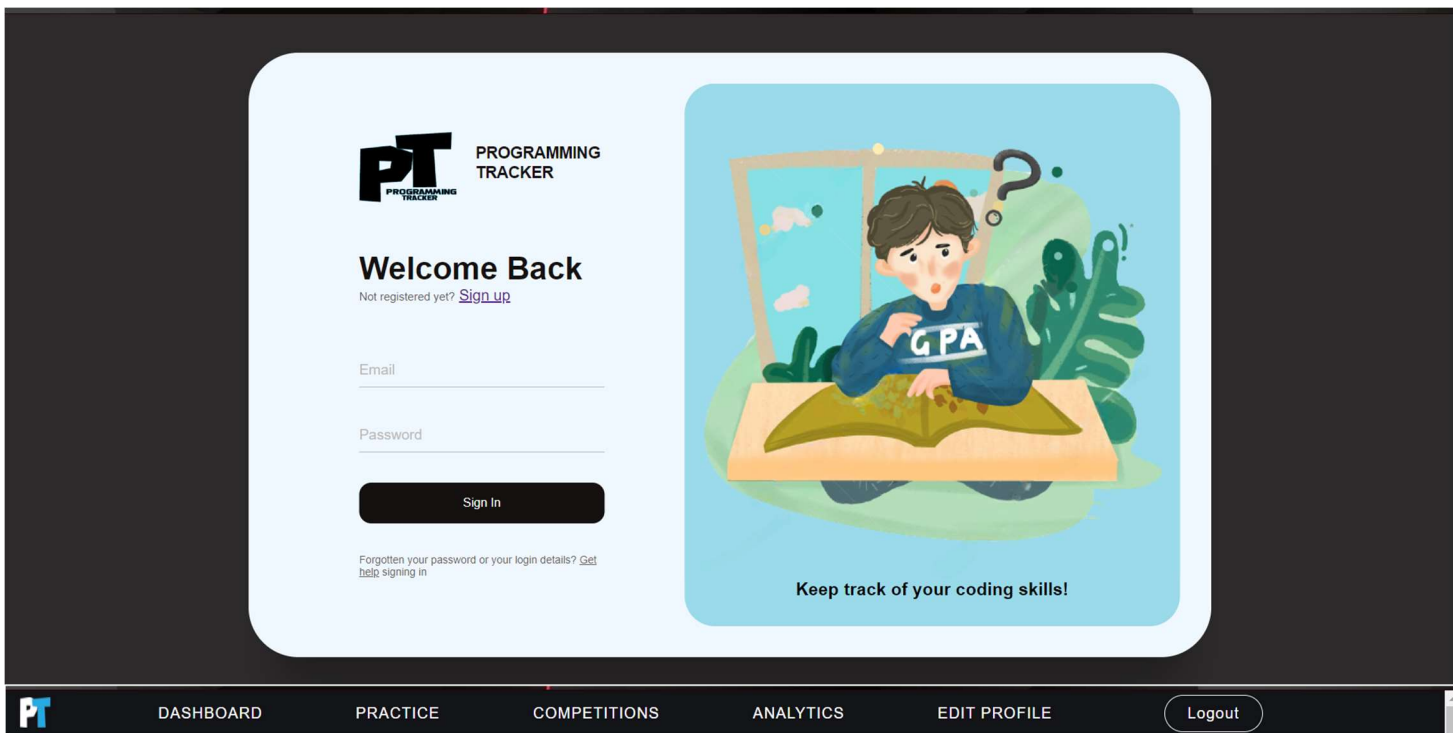 PT
PROGRAMMING
TRACKER
PROGRAMMING
TRACKER
Welcome Back
Not registered yet? Sign up
Email
Password
Sign In
Forgotten your password or your login details? Get
help signing in
GPA
Keep track of your coding skills!
PT
DASHBOARD
PRACTICE
COMPETITIONS
ANALYTICS
EDIT PROFILE
Logout